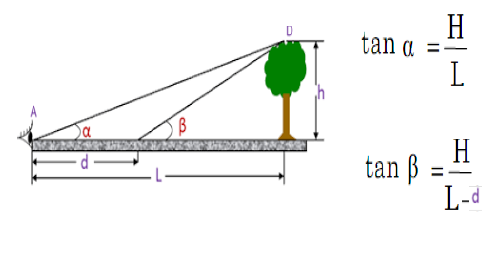 D
A
α
β
h
d
L
tan α = H/L
tan β = H/L-d